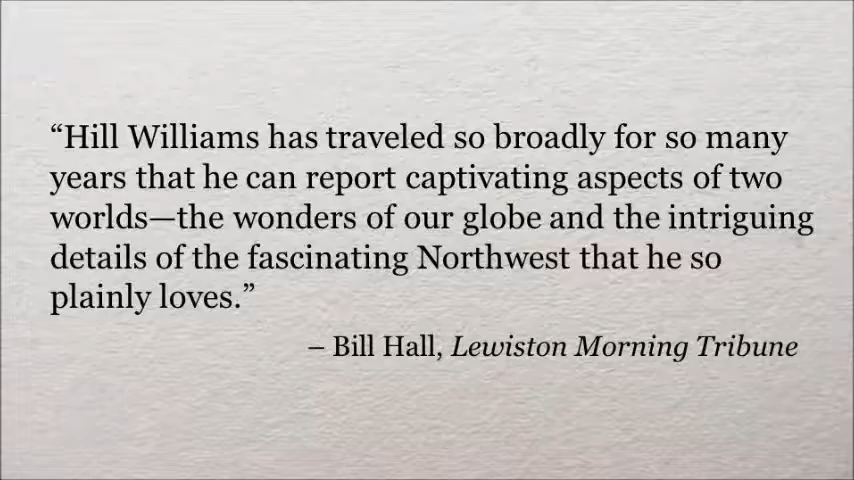 “Hill Williams has traveled so broadly for so many
years that he can report captivating aspects of two
worlds—the wonders of our globe and the intriguing
details of the fascinating Northwest that he so
plainly loves.”
– Bill Hall, Lewiston Morning Tribune